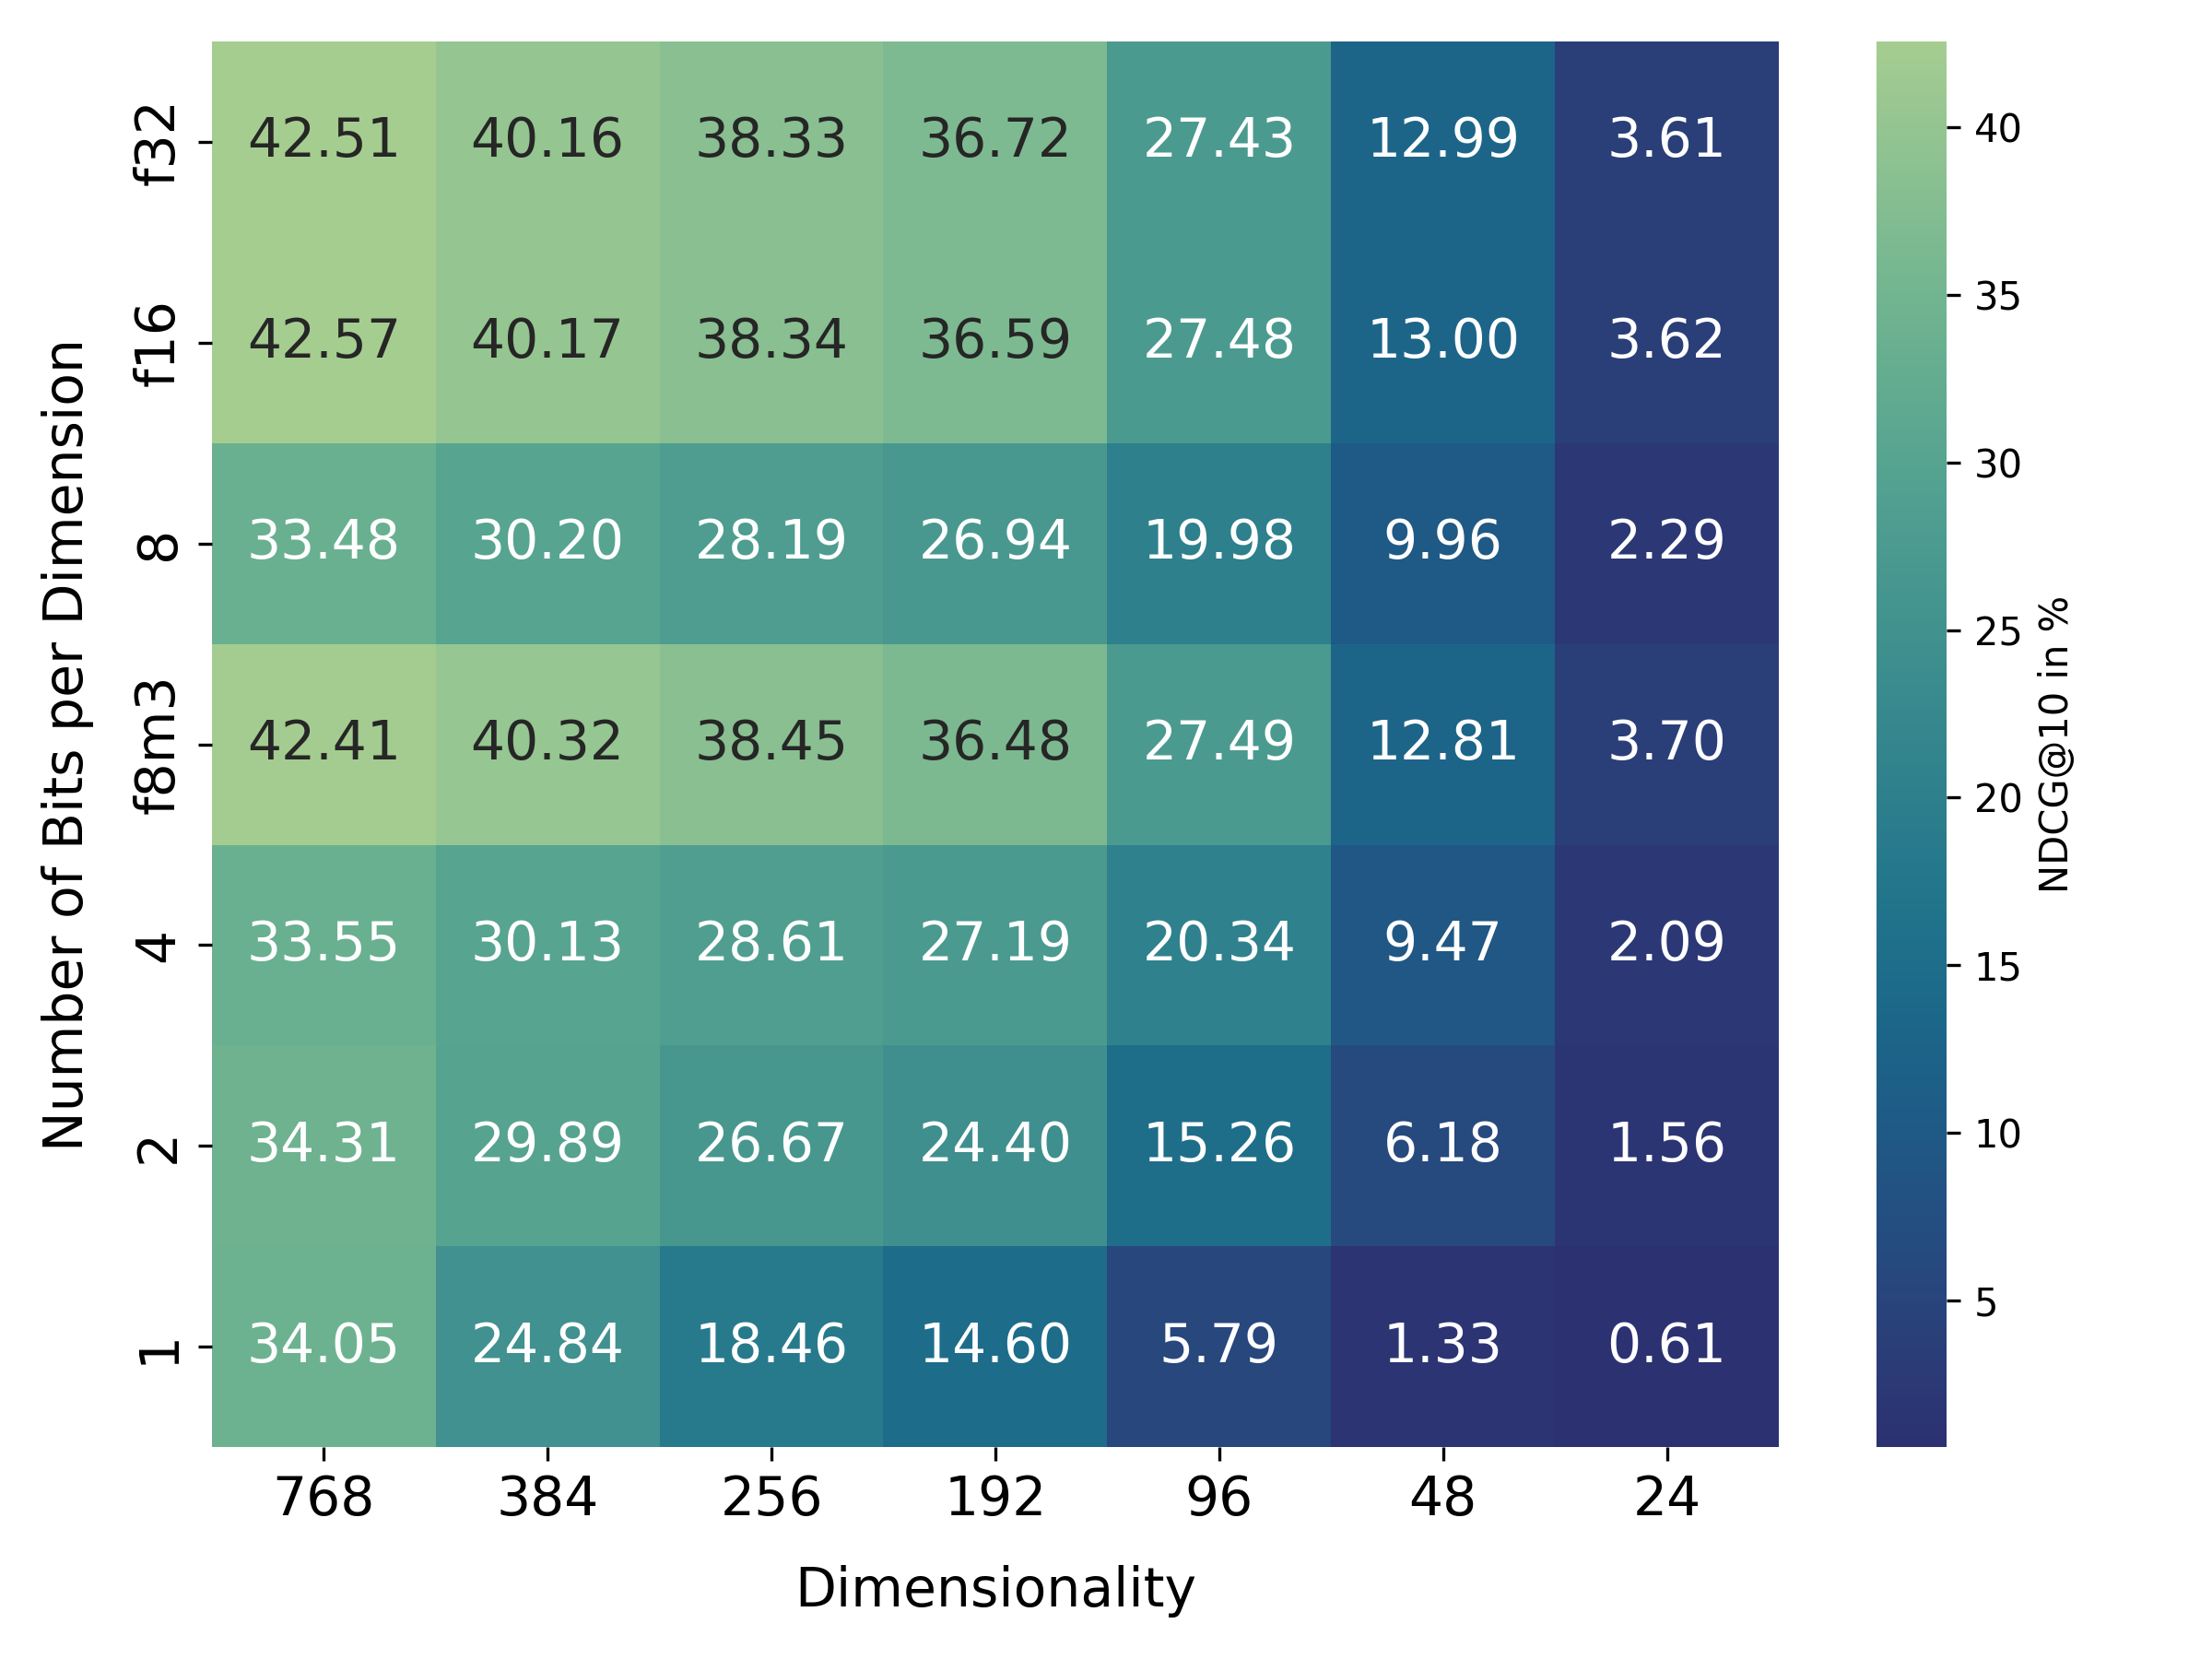 Number of Bits per Dimension
f32 42.51 40.16 38.33 36.72 27.43 12.99 3.61
f16 42.57 40.17 38.34 36.59 27.48 13.00 3.62
8 33.48 30.20 28.19 26.94 19.98 9.96 2.29
f8m3 42.41 40.32 38.45 36.48 27.49 12.81 3.70
4 33.55 30.13 28.61 27.19 20.34 9.47 2.09
2 34.31 29.89 26.67 24.40 15.26 6.18 1.56
1 34.05 24.84 18.46 14.60 5.79 1.33 0.61
768 384 256 192 96 48 24
Dimensionality
40
35
30
25
20
15
10
5
NDCG@10 in %